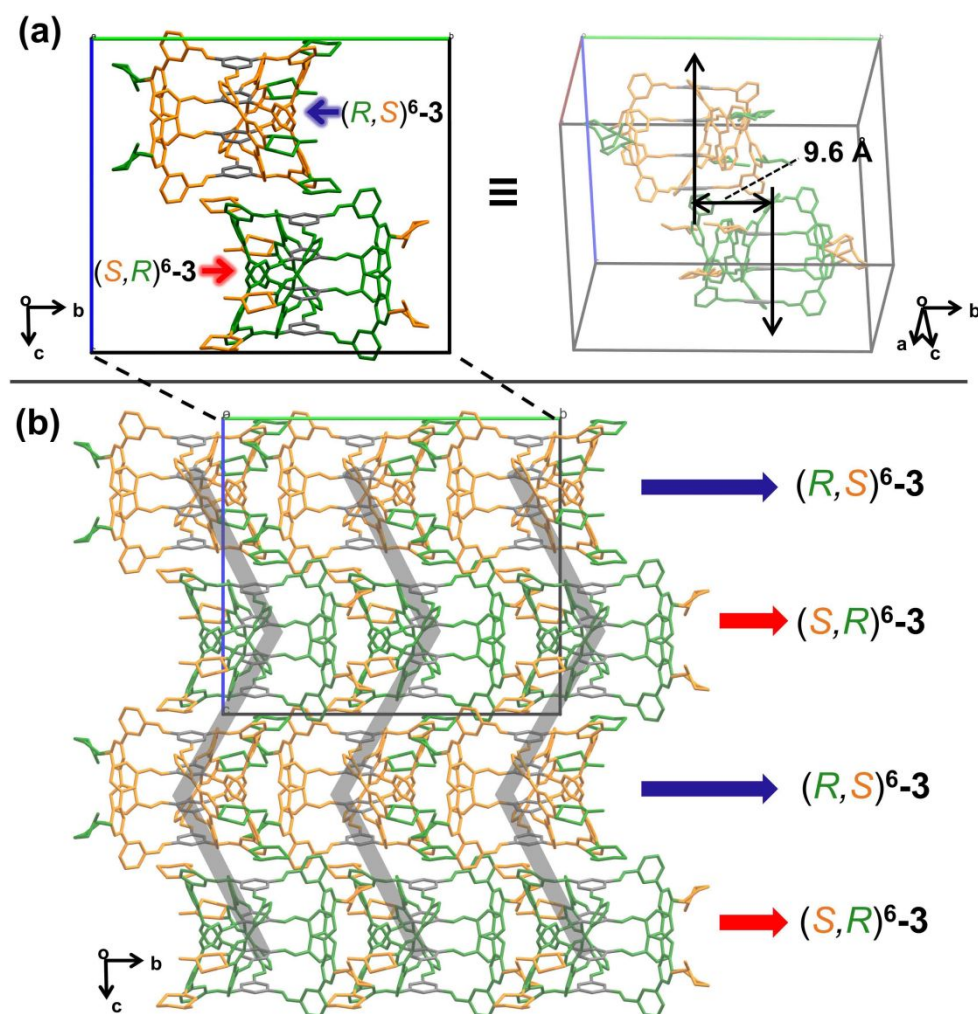 (a)
(R,S)⁶-3
(S,R)⁶-3
≡
9.6 Å
o
b
c
o
b
a
c
(b)
(R,S)⁶-3
(S,R)⁶-3
(R,S)⁶-3
(S,R)⁶-3
o
b
c